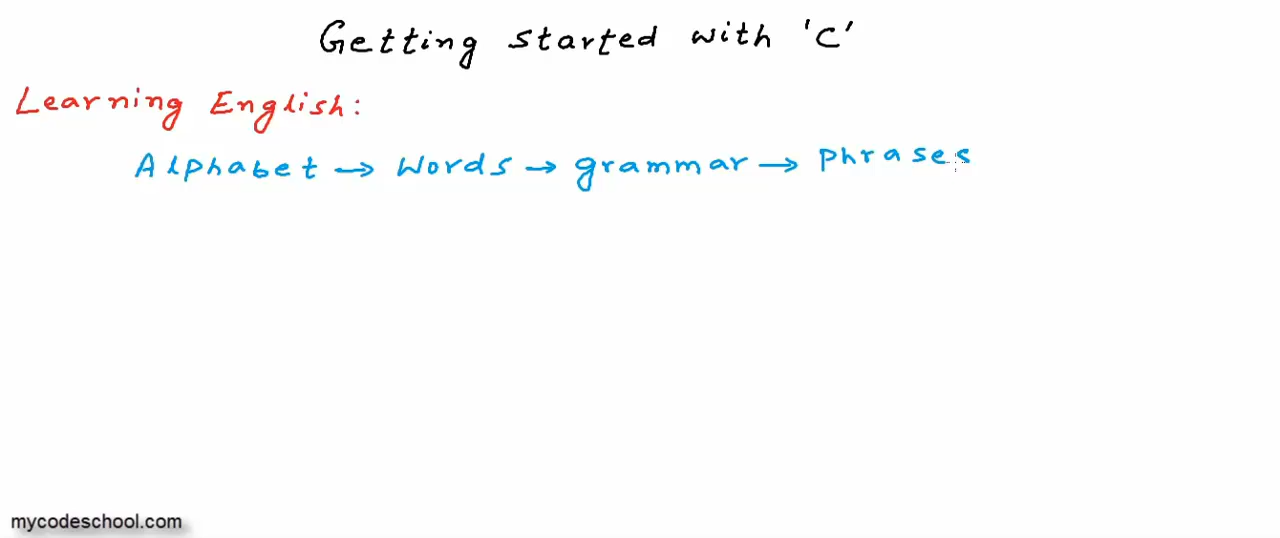 Getting started with 'C'
Learning English:
Alphabet → Words → grammar → Phrases
mycodeschool.com